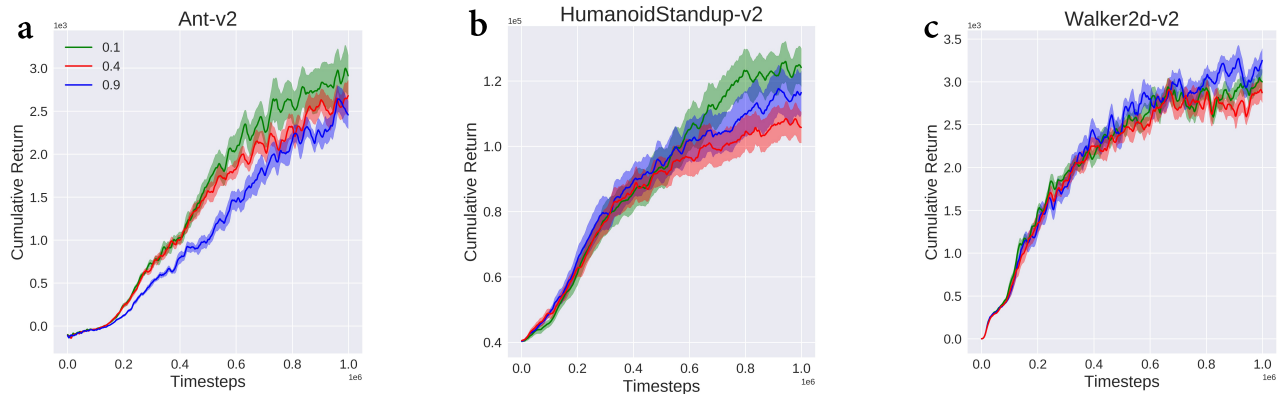 a
Ant-v2
1e3
0.1
0.4
0.9
3.0
2.5
2.0
1.5
1.0
0.5
0.0
Cumulative Return
0.0 0.2 0.4 0.6 0.8 1.0
Timesteps
1e6
b
HumanoidStandup-v2
1e5
1.2
1.0
0.8
0.6
0.4
Cumulative Return
0.0 0.2 0.4 0.6 0.8 1.0
Timesteps
1e6
c
Walker2d-v2
1e3
3.5
3.0
2.5
2.0
1.5
1.0
0.5
0.0
Cumulative Return
0.0 0.2 0.4 0.6 0.8 1.0
Timesteps
1e6